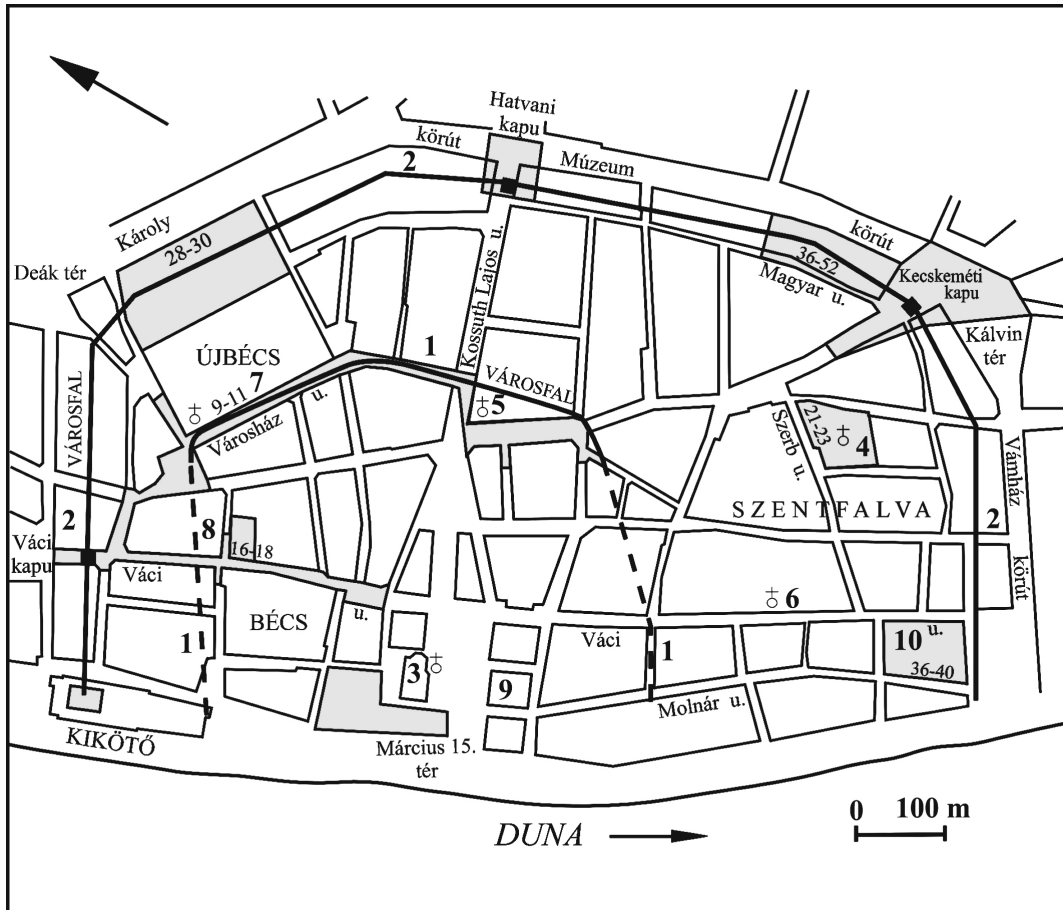 Hatvani
kapu
körút
2
Múzeum
Károly
28-30
Deák tér
körút
36-52
Kecskeméti
kapu
Magyar u.
Kossuth Lajos u.
Kálvin
tér
ÚJBÉCS
1
VÁROSFAL
7
9-11
5
VÁROSFAL
Városház u.
21-23
4
Szerb u.
Vámház
körút
SZENTFALVA
2
2
8
16-18
Váci
kapu
Váci u.
6
BÉCS
1
Váci u.
1
10
3
36-40
9
Molnár u.
KIKÖTŐ
Március 15.
tér
0 100 m
DUNA